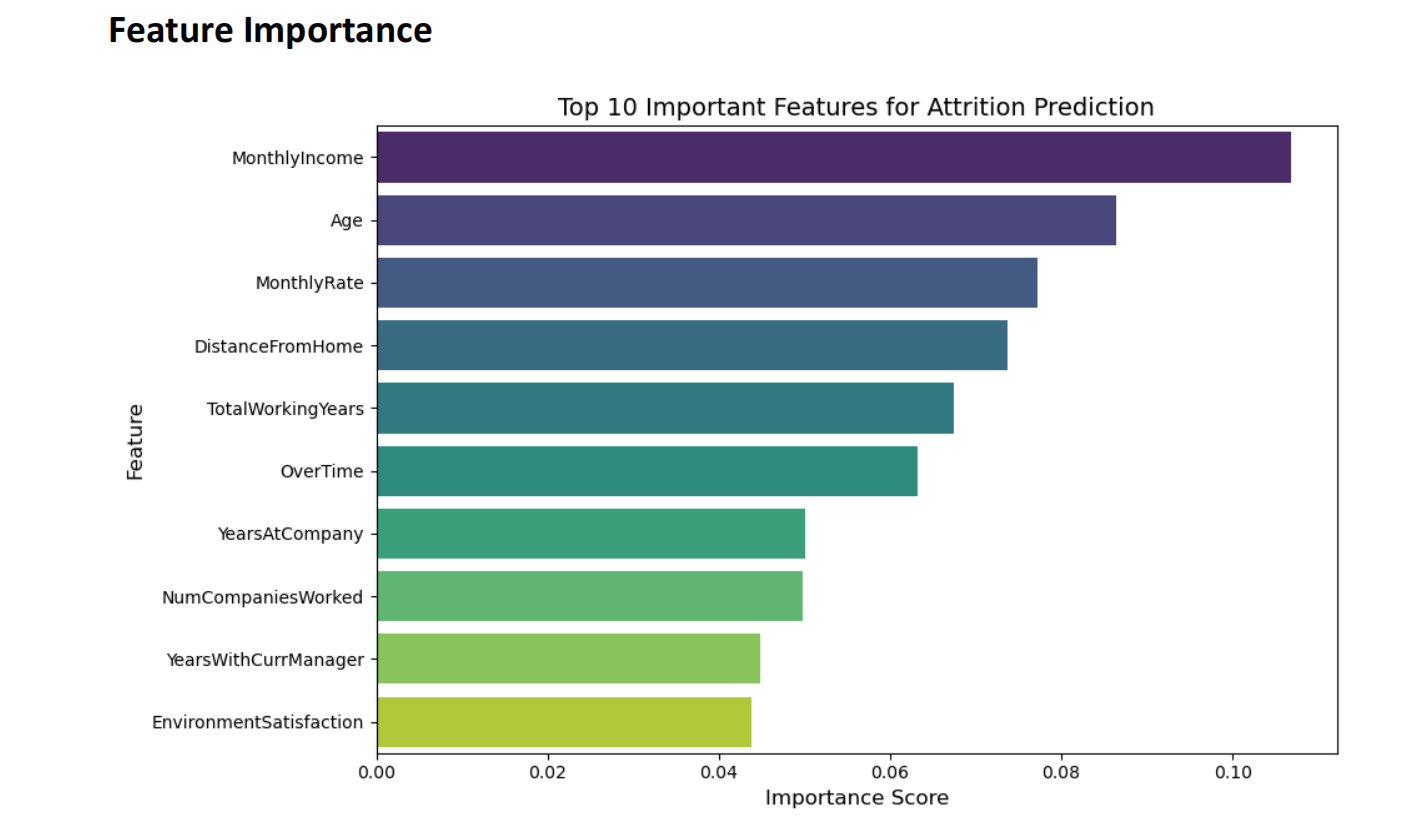 Feature Importance
Top 10 Important Features for Attrition Prediction
MonthlyIncome
Age
MonthlyRate
DistanceFromHome
TotalWorkingYears
OverTime
YearsAtCompany
NumCompaniesWorked
YearsWithCurrManager
EnvironmentSatisfaction
Feature
0.00 0.02 0.04 0.06 0.08 0.10
Importance Score